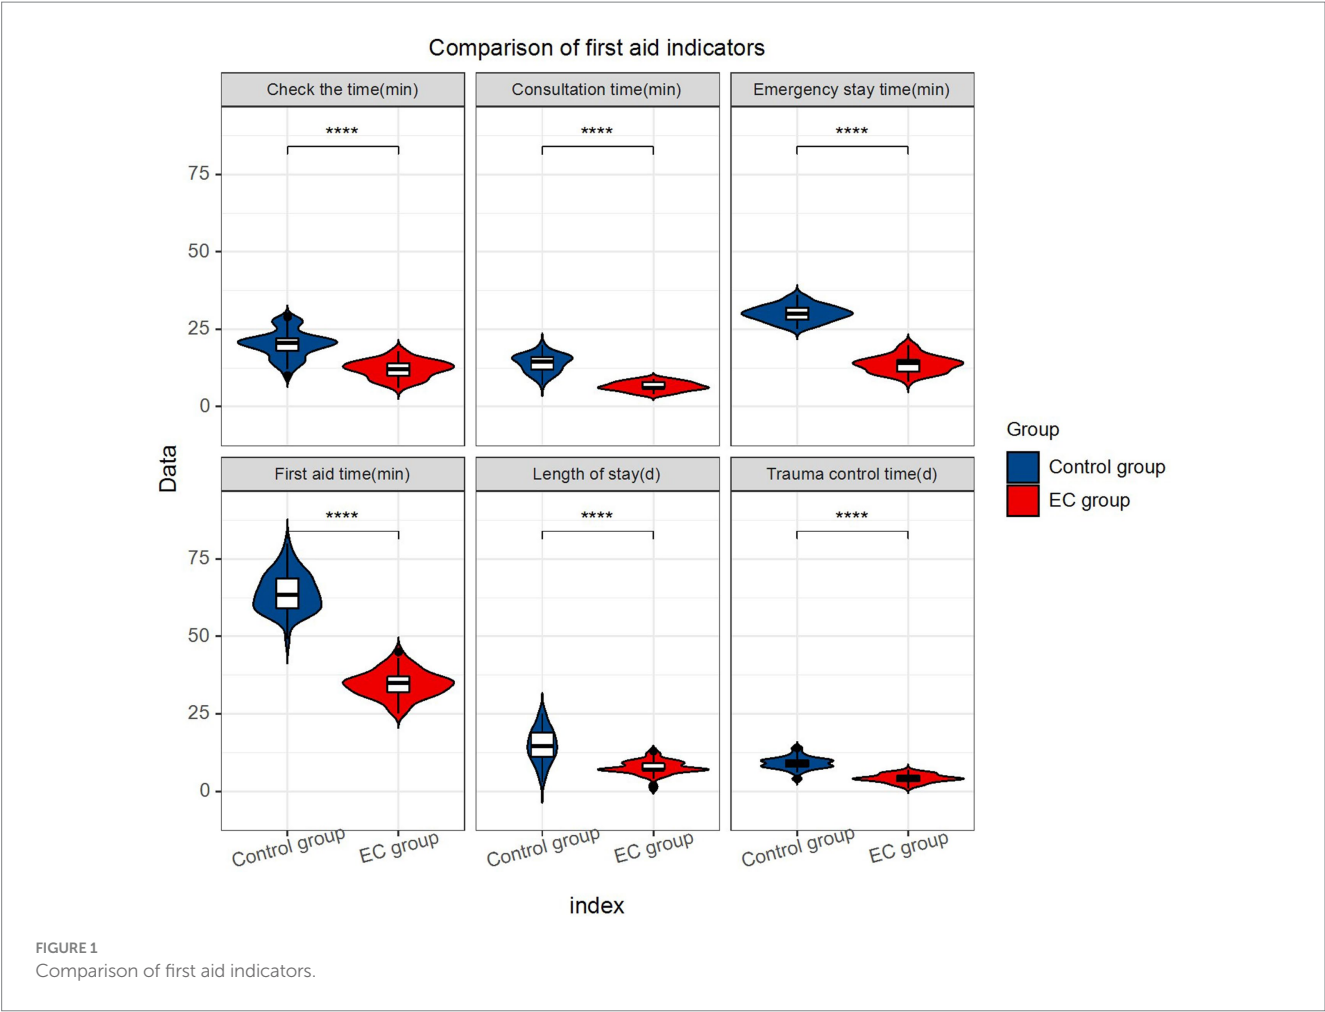 Comparison of first aid indicators
Check the time(min)
Consultation time(min)
Emergency stay time(min)
****
****
****
75
50
25
0
Data
First aid time(min)
Length of stay(d)
Trauma control time(d)
****
****
****
75
50
25
0
Control group
EC group
Control group
EC group
Control group
EC group
index
Group
Control group
EC group
FIGURE 1
Comparison of first aid indicators.